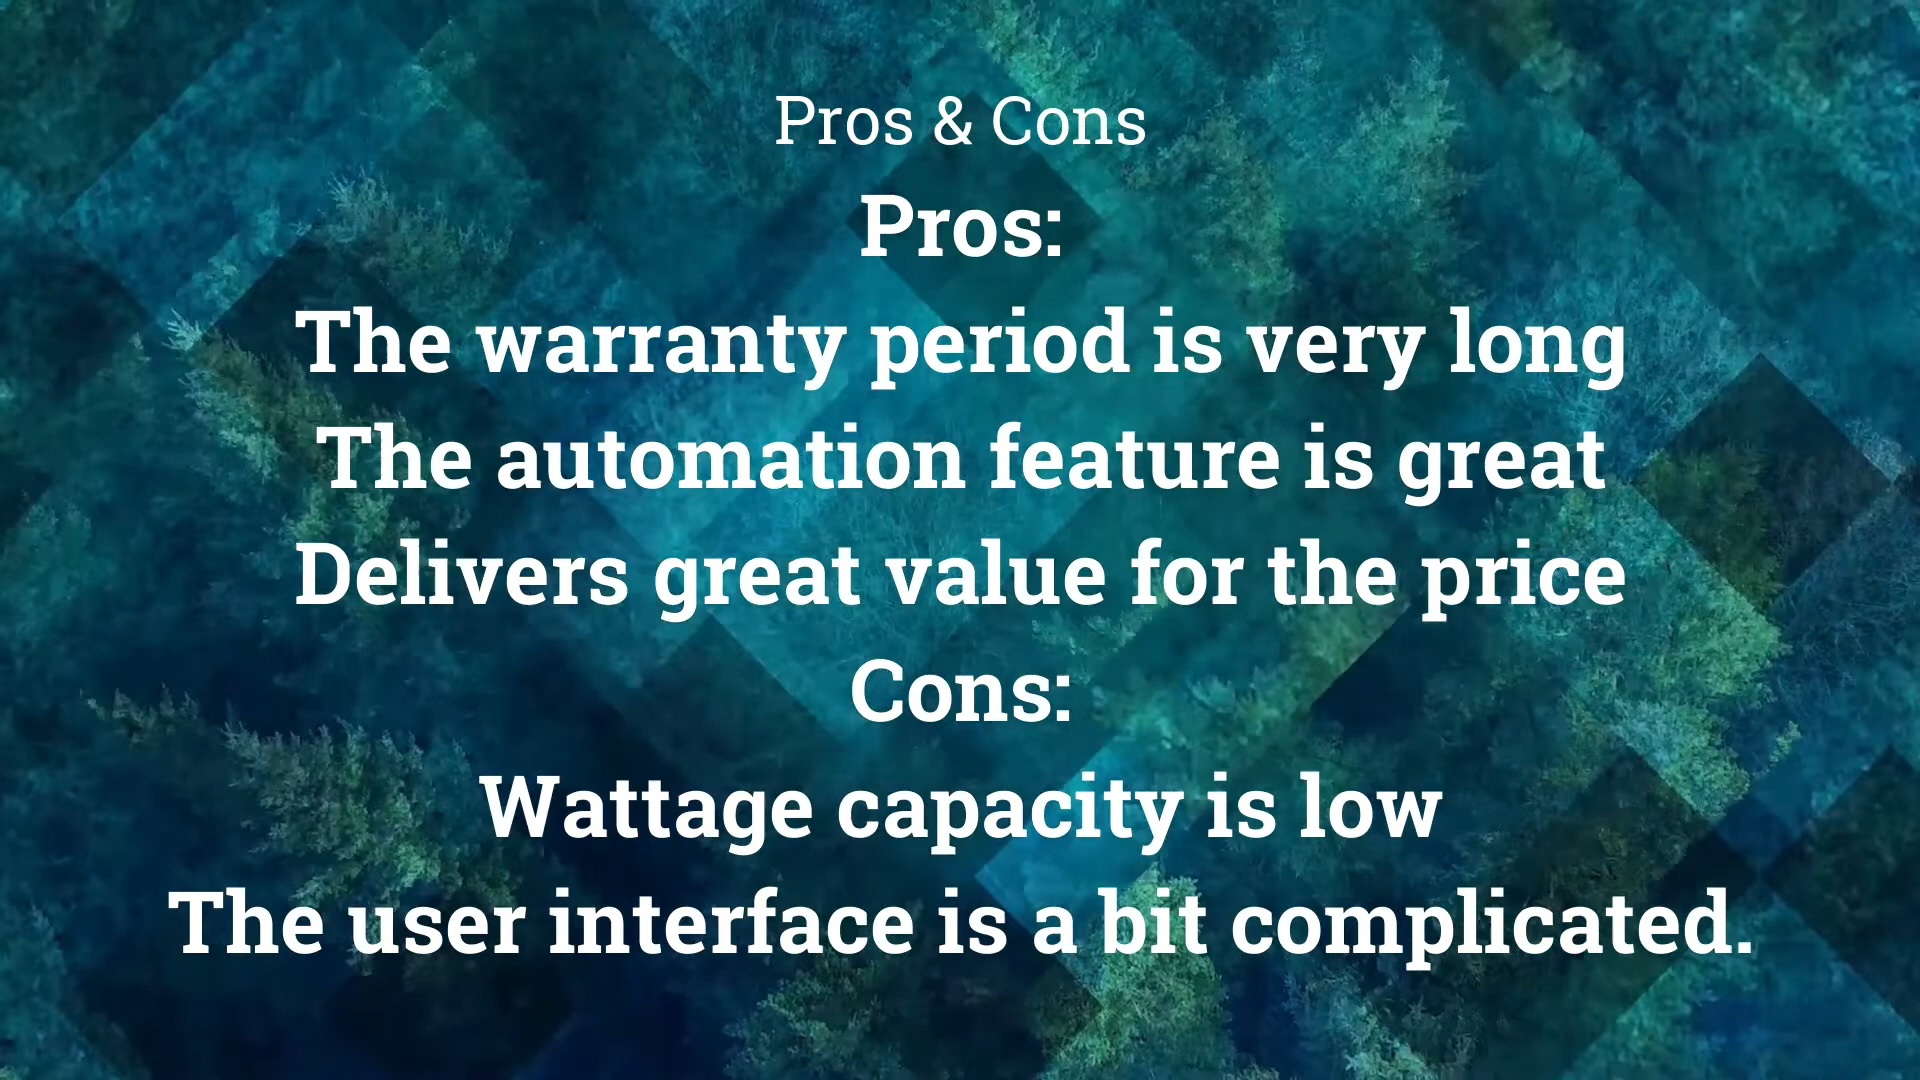 Pros & Cons
Pros:
The warranty period is very long
The automation feature is great
Delivers great value for the price
Cons:
Wattage capacity is low
The user interface is a bit complicated.